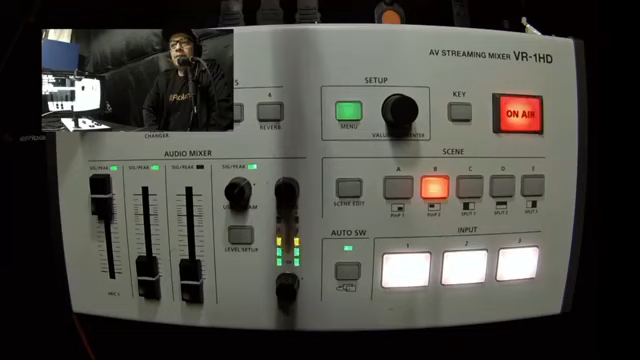 AV STREAMING MIXER VR-1HD
SETUP
KEY
ON AIR
MENU
VALUE
ENTER
4
REVERB
CHANGER
AUDIO MIXER
SIG/PEAK
SIG/PEAK
SIG/PEAK
SIG/PEAK
SCENE
A
B
C
D
E
SCENE EDIT
PinP 1
PinP 2
SPLIT 1
SPLIT 2
SPLIT 3
LEVEL SETUP
AUTO SW
INPUT
1
2
3
MIC 1